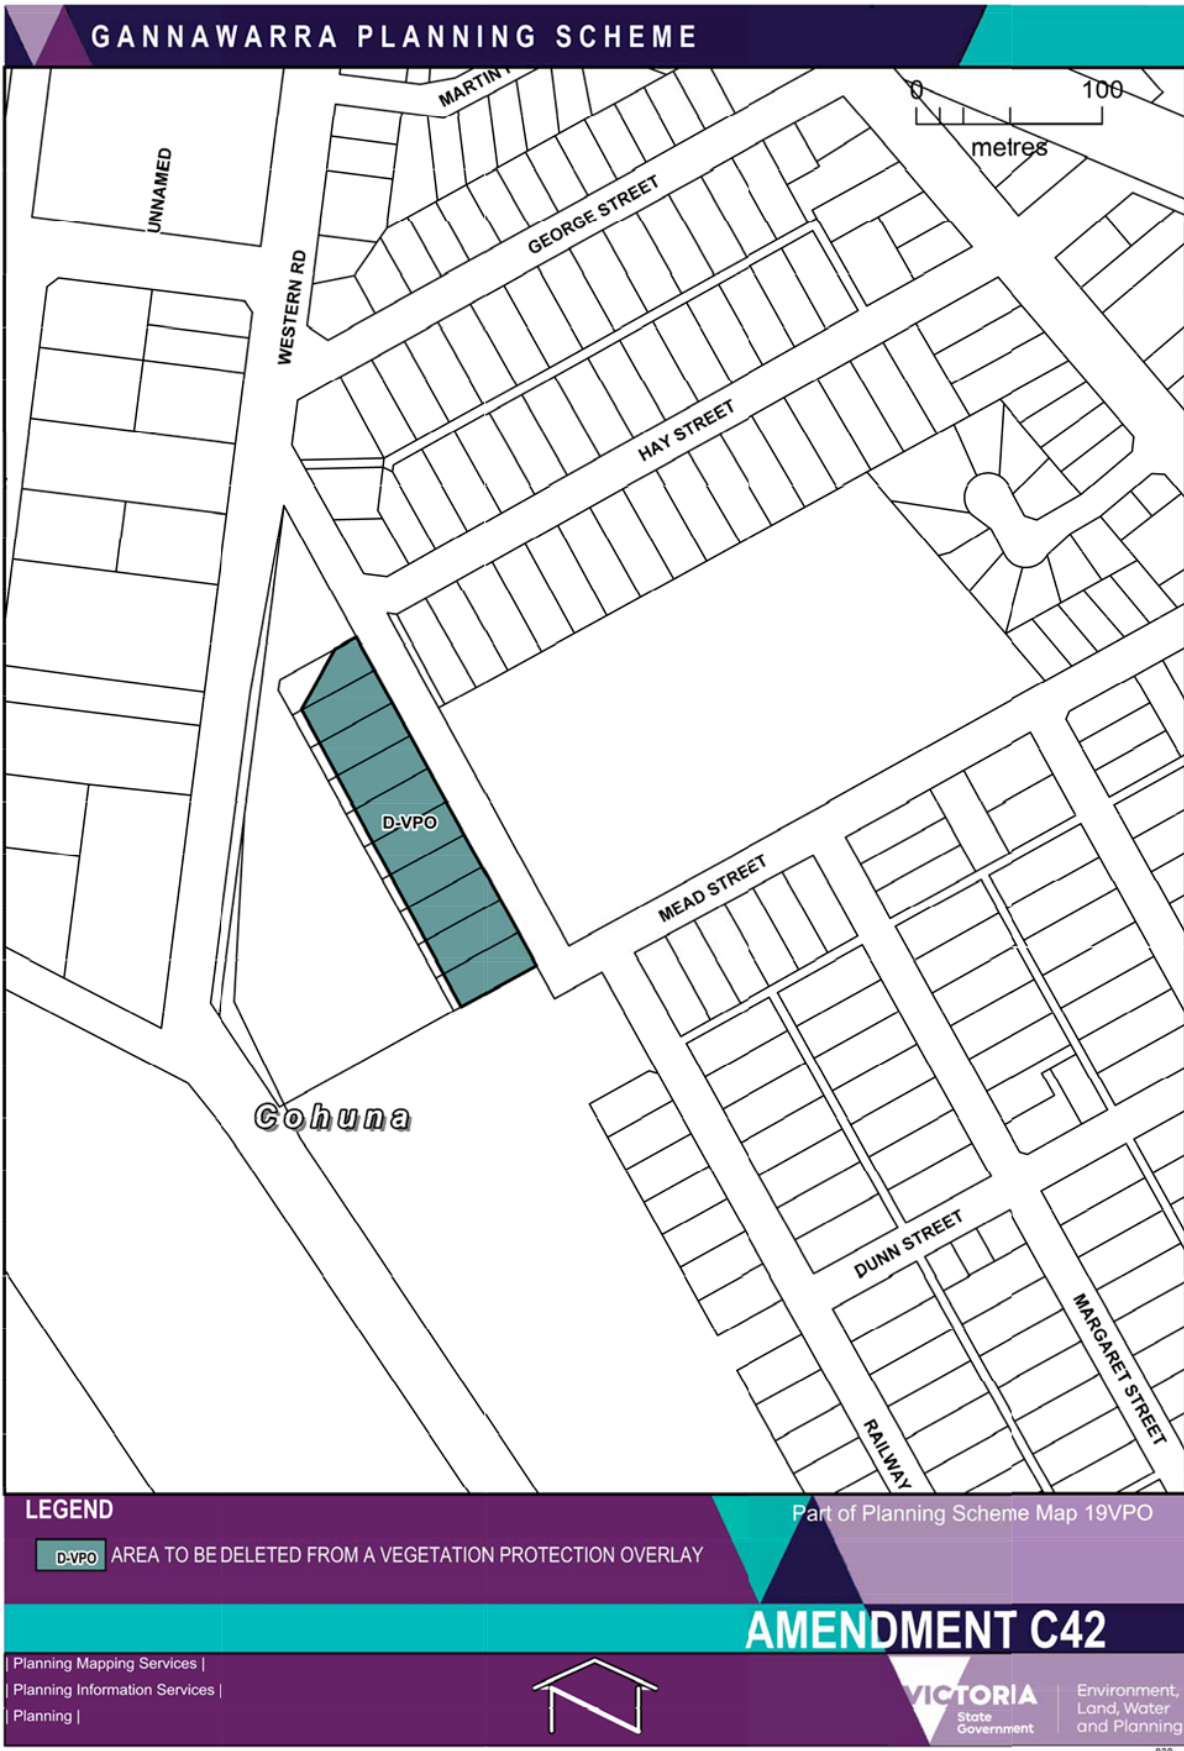 GANNAWARRA PLANNING SCHEME
0 100
metres
MARTIN
UNNAMED
GEORGE STREET
WESTERN RD
HAY STREET
D-VPO
MEAD STREET
Cohuna
DUNN STREET
MARGARET STREET
RAILWAY
LEGEND
Part of Planning Scheme Map 19VPO
D-VPO AREA TO BE DELETED FROM A VEGETATION PROTECTION OVERLAY
AMENDMENT C42
| Planning Mapping Services |
| Planning Information Services |
| Planning |
VICTORIA
State
Government
Environment,
Land, Water
and Planning